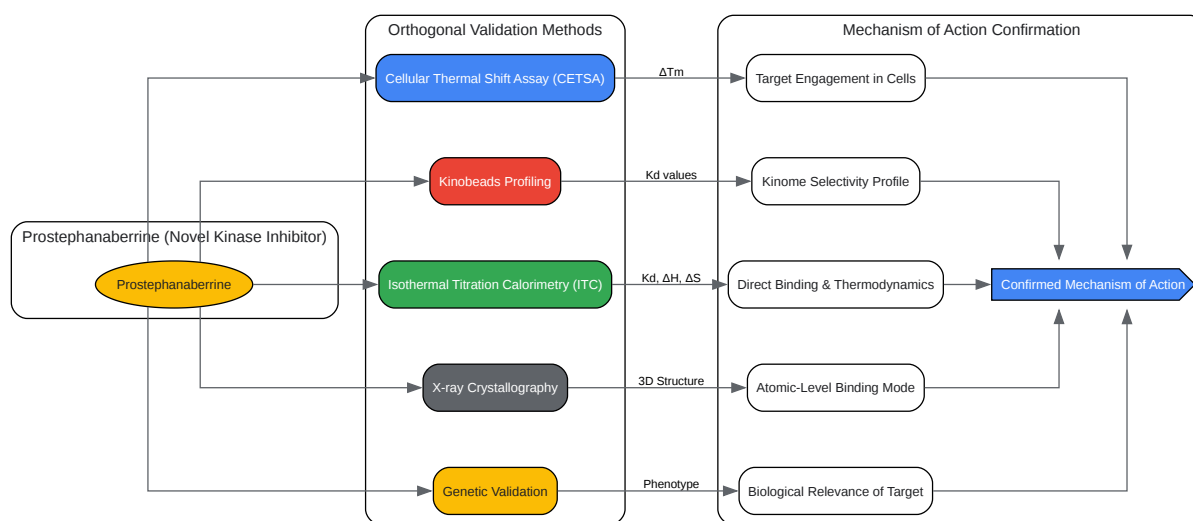 Orthogonal Validation Methods
Mechanism of Action Confirmation
Cellular Thermal Shift Assay (CETSA)
ΔTm
Target Engagement in Cells
Kinobeads Profiling
Kd values
Kinome Selectivity Profile
Prostephanaberrine (Novel Kinase Inhibitor)
Prostephanaberrine
Isothermal Titration Calorimetry (ITC)
Kd, ΔH, ΔS
Direct Binding & Thermodynamics
Confirmed Mechanism of Action
X-ray Crystallography
3D Structure
Atomic-Level Binding Mode
Genetic Validation
Phenotype
Biological Relevance of Target